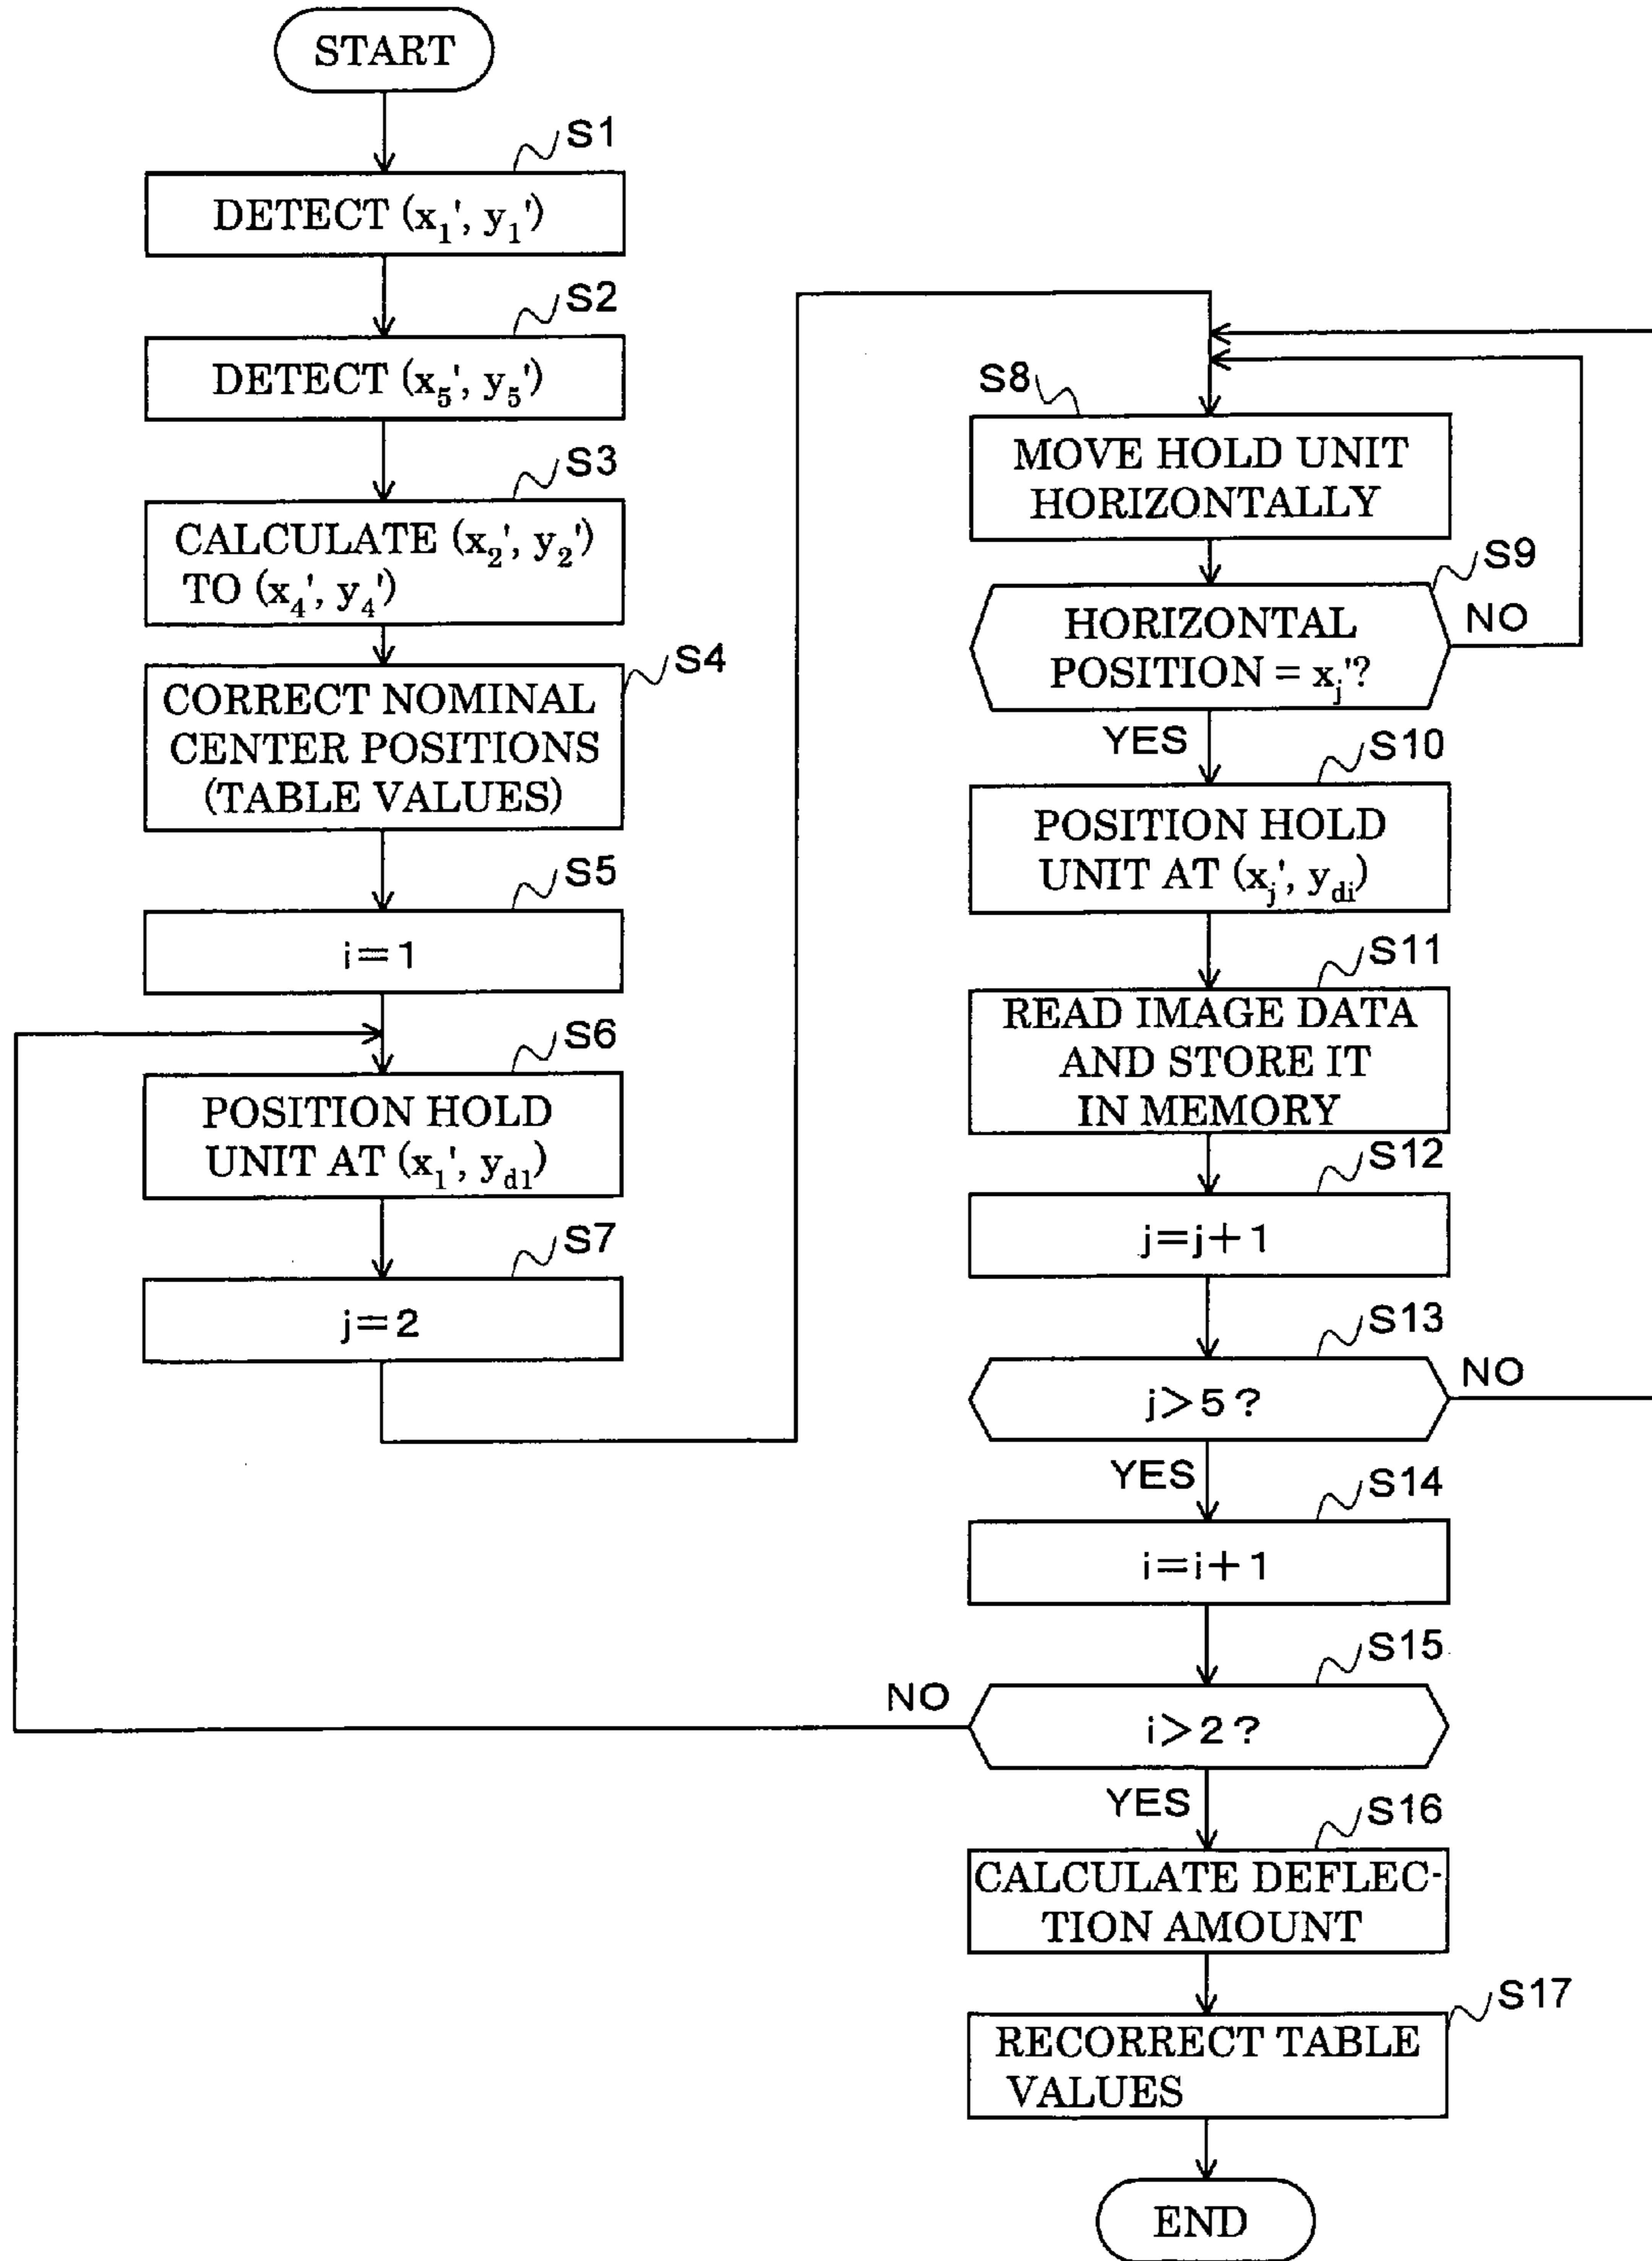 START
S1
DETECT (x₁', y₁')
S2
DETECT (x₅', y₅')
S3
CALCULATE (x₂', y₂')
TO (x₄', y₄')
S4
CORRECT NOMINAL
CENTER POSITIONS
(TABLE VALUES)
S5
i=1
S6
POSITION HOLD
UNIT AT (x₁', y_d1)
S7
j=2
S8
MOVE HOLD UNIT
HORIZONTALLY
S9
HORIZONTAL
POSITION = x_j'?
NO
YES
S10
POSITION HOLD
UNIT AT (x_j', y_di)
S11
READ IMAGE DATA
AND STORE IT
IN MEMORY
S12
j=j+1
S13
j>5?
NO
YES
S14
i=i+1
S15
i>2?
NO
YES
S16
CALCULATE DEFLEC-
TION AMOUNT
S17
RECORRECT TABLE
VALUES
END